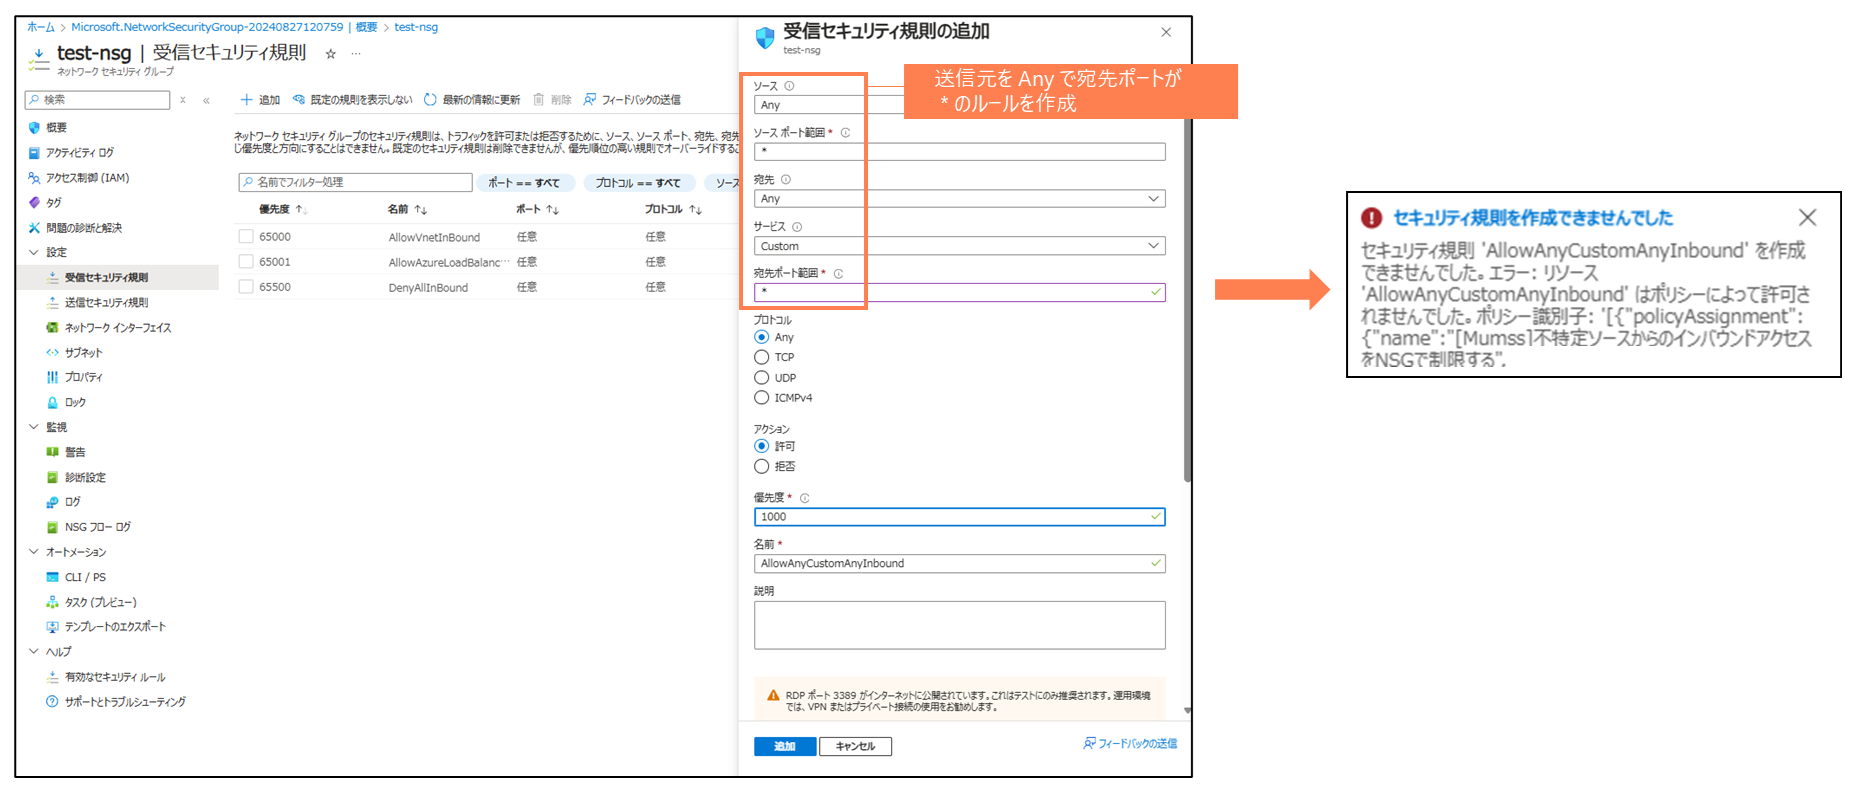 ホーム > Microsoft.NetworkSecurityGroup-20240827120759 | 概要 > test-nsg
test-nsg | 受信セキュリティ規則 ☆ …
ネットワーク セキュリティ グループ
検索
概要
アクティビティ ログ
アクセス制御 (IAM)
タグ
問題の診断と解決
設定
受信セキュリティ規則
送信セキュリティ規則
ネットワーク インターフェイス
サブネット
プロパティ
ロック
監視
警告
診断設定
ログ
NSG フロー ログ
オートメーション
CLI / PS
タスク (プレビュー)
テンプレートのエクスポート
ヘルプ
有効なセキュリティ ルール
サポートとトラブルシューティング
追加 既定の規則を表示しない 最新の情報に更新 削除 フィードバックの送信
ネットワーク セキュリティ グループのセキュリティ規則は、トラフィックを許可または拒否するために、ソース、ソース ポート、宛先、宛先
じ優先度と方向にすることはできません。既定のセキュリティ規則は削除できませんが、優先順位の高い規則でオーバーライドするこ
名前でフィルター処理 ポート == すべて プロトコル == すべて ソース
優先度 ↑↓ 名前 ↑↓ ポート ↑↓ プロトコル ↑↓
65000 AllowVnetInBound 任意 任意
65001 AllowAzureLoadBalanc… 任意 任意
65500 DenyAllInBound 任意 任意
受信セキュリティ規則の追加
test-nsg
ソース
Any
ソース ポート範囲 *
*
宛先
Any
サービス
Custom
宛先ポート範囲 *
*
プロトコル
Any
TCP
UDP
ICMPv4
アクション
許可
拒否
優先度 *
1000
名前 *
AllowAnyCustomAnyInbound
説明
RDP ポート 3389 がインターネットに公開されています。これはテストにのみ推奨されます。運用環境
では、VPN またはプライベート接続の使用をお勧めします。
追加 キャンセル フィードバックの送信
送信元を Any で宛先ポートが
* のルールを作成
セキュリティ規則を作成できませんでした
セキュリティ規則 'AllowAnyCustomAnyInbound' を作成
できませんでした。エラー: リソース
'AllowAnyCustomAnyInbound' はポリシーによって許可さ
れませんでした。ポリシー識別子: '[{"policyAssignment":
{"name":"[Mumss]不特定ソースからのインバウンドアクセス
をNSGで制限する",